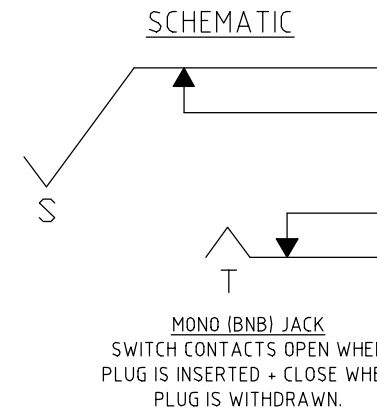 SCHEMATIC
S
T
MONO (BNB) JACK
SWITCH CONTACTS OPEN WHE
PLUG IS INSERTED + CLOSE WHE
PLUG IS WITHDRAWN.